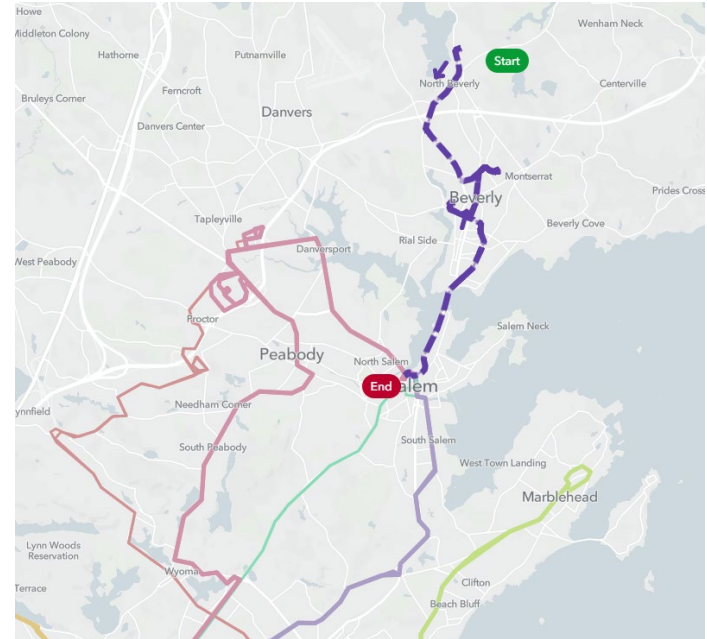 Howe
Middleton Colony
Wenham Neck
Hathorne
Putnamville
Start
North Beverly
Centerville
Ferncroft
Bruleys Corner
Danvers
Danvers Center
Montserrat
Prides Cross
Beverly
Tapleyville
Beverly Cove
Rial Side
Danversport
West Peabody
Salem Neck
Proctor
Peabody
North Salem
End
alem
ynnfield
Needham Corner
South Salem
South Peabody
West Town Landing
Marblehead
Lynn Woods
Reservation
Wyoma
Clifton
Terrace
Beach Bluff